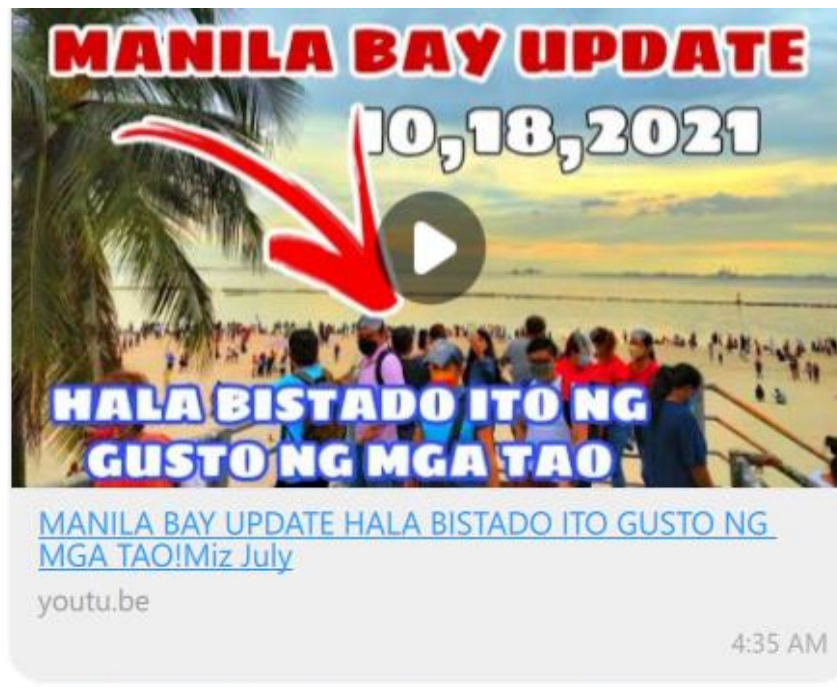 MANILA BAY UPDATE
10,18,2021
HALA BISTADO ITO NG
GUSTO NG MGA TAO
MANILA BAY UPDATE HALA BISTADO ITO GUSTO NG
MGA TAO!Miz July
youtu.be
4:35 AM